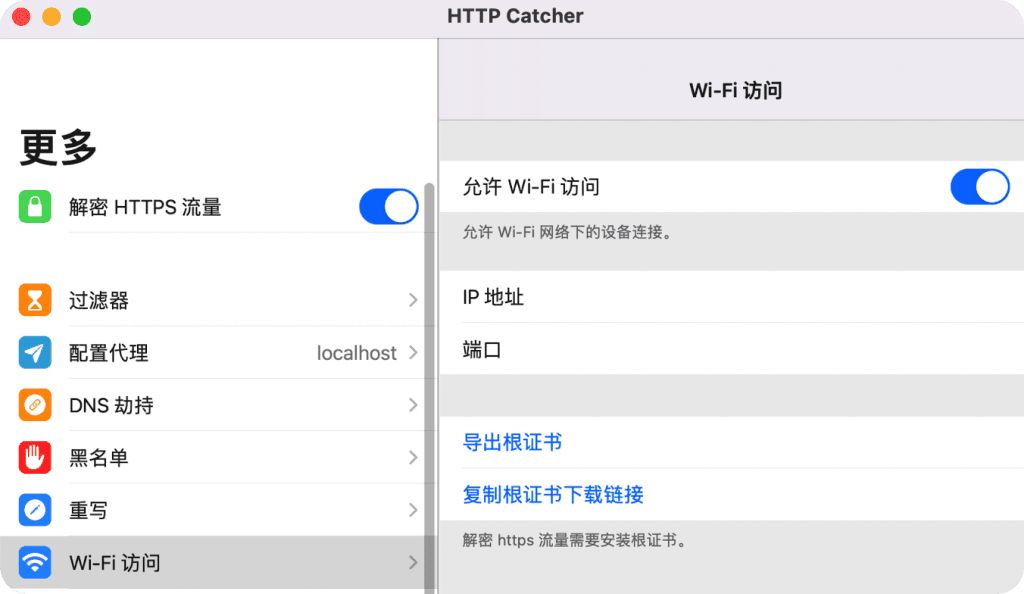 HTTP Catcher
更多
解密 HTTPS 流量
过滤器
配置代理 localhost
DNS 劫持
黑名单
重写
Wi-Fi 访问
Wi-Fi 访问
允许 Wi-Fi 访问
允许 Wi-Fi 网络下的设备连接。
IP 地址
端口
导出根证书
复制根证书下载链接
解密 https 流量需要安装根证书。